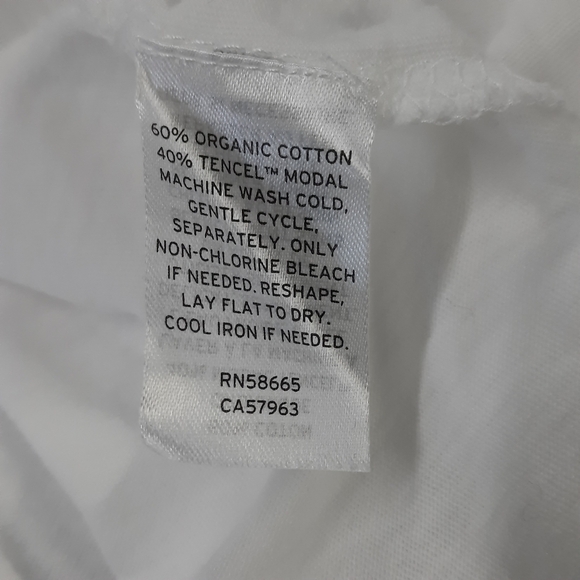 60% ORGANIC COTTON
40% TENCEL™ MODAL
MACHINE WASH COLD,
GENTLE CYCLE,
SEPARATELY. ONLY
NON-CHLORINE BLEACH
IF NEEDED. RESHAPE,
LAY FLAT TO DRY.
COOL IRON IF NEEDED.
RN58665
CA57963